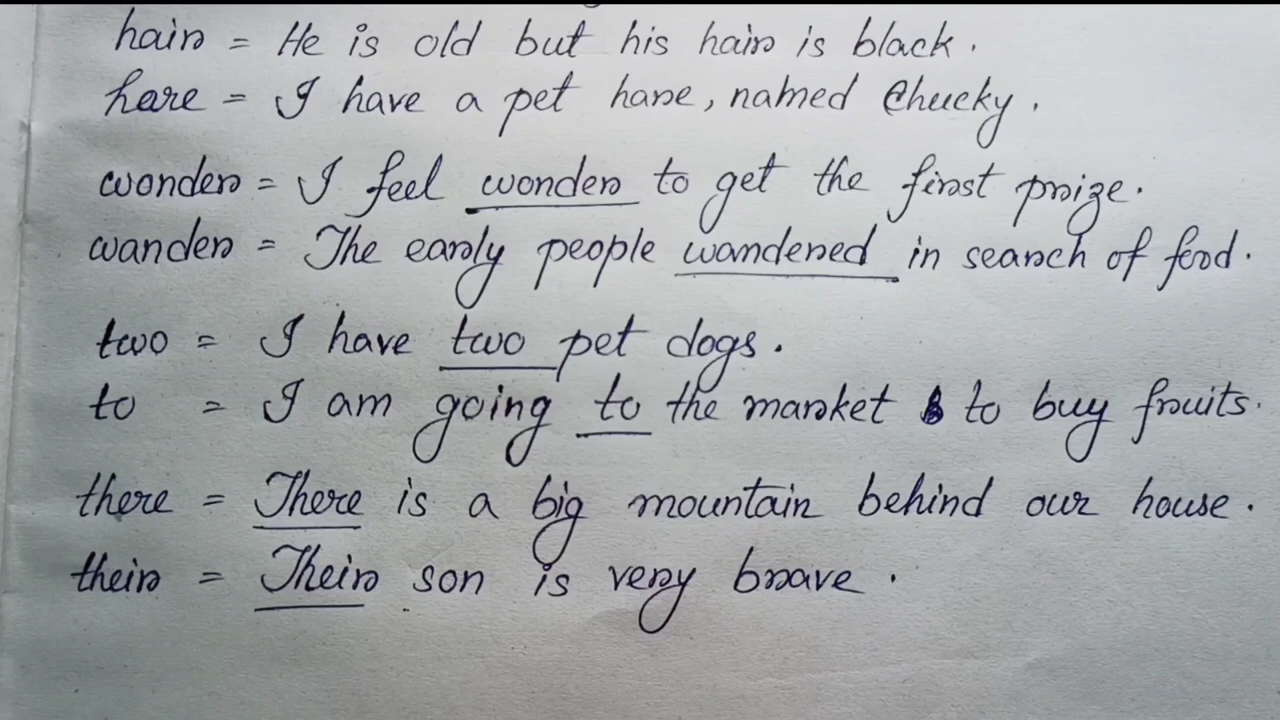 hair = He is old but his hair is black.
hare = I have a pet hare, named Chucky.
wonder = I feel wonder to get the first prize.
wander = The early people wandered in search of food.
two = I have two pet dogs.
to = I am going to the market to buy fruits.
there = There is a big mountain behind our house.
their = Their son is very brave.